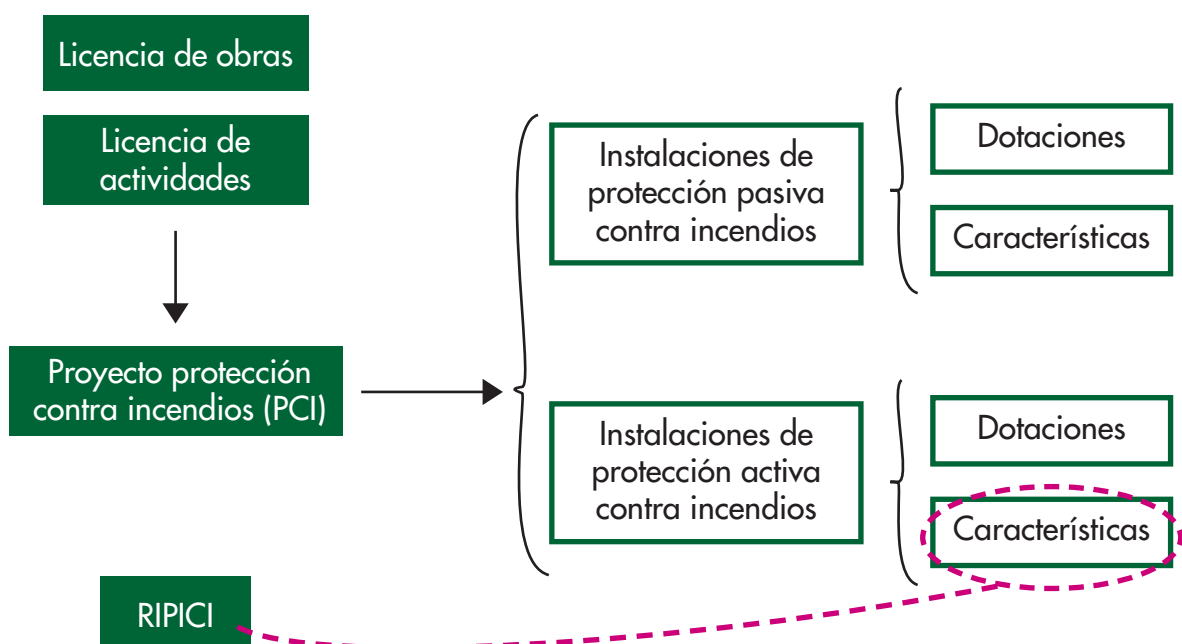 Licencia de obras
Licencia de
actividades
Proyecto protección
contra incendios (PCI)
Instalaciones de
protección pasiva
contra incendios
Dotaciones
Características
Instalaciones de
protección activa
contra incendios
Dotaciones
Características
RIPICI